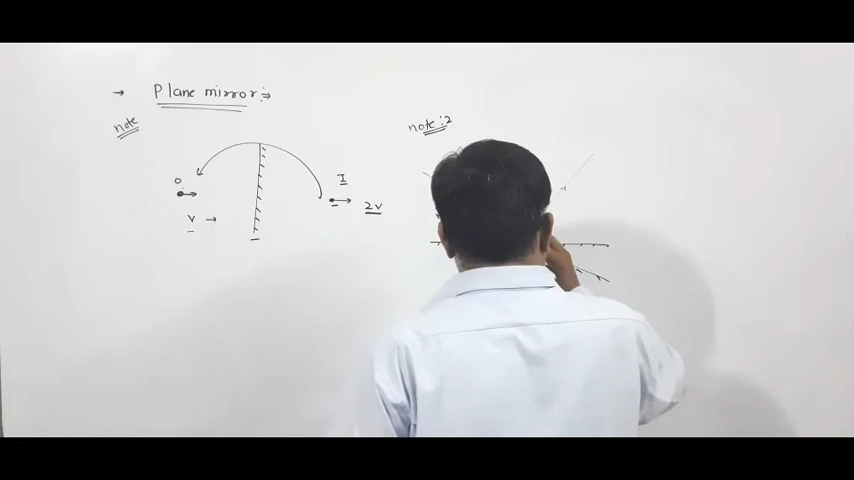 → Plane mirror :⇒
note
note :2
O
I
v →
2v